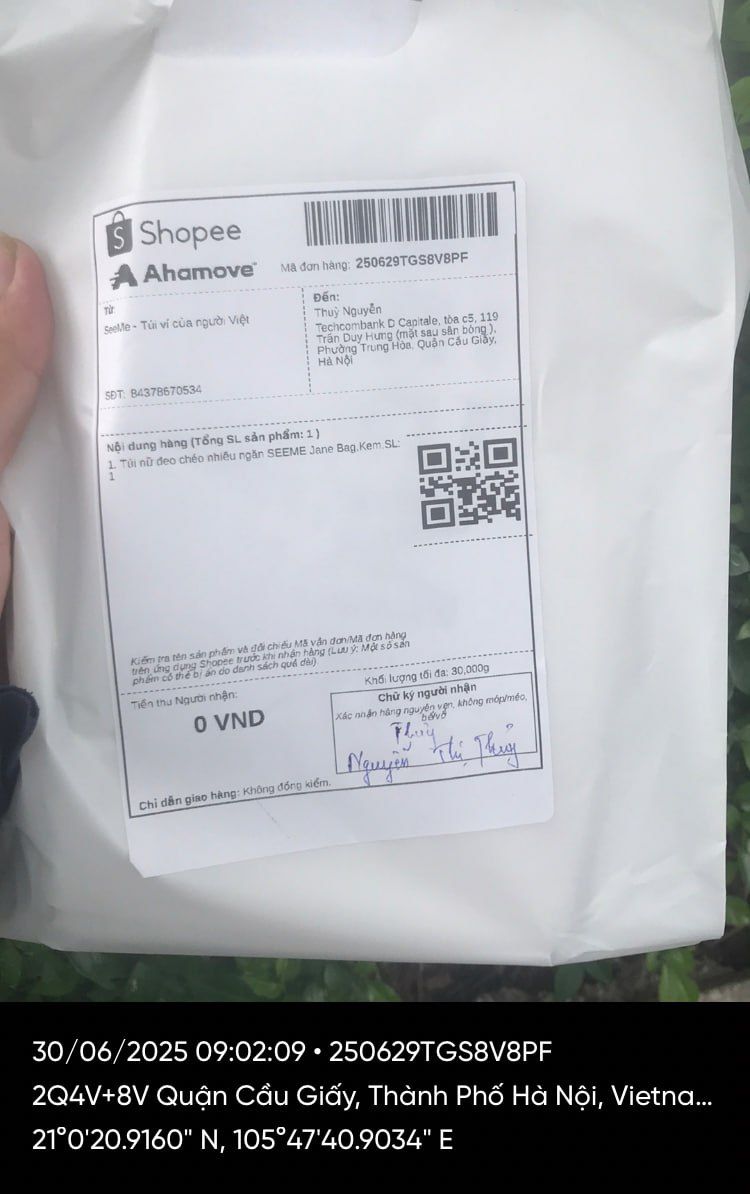 Shopee
Ahamove
Mã đơn hàng: 250629TGS8V8PF
Từ:
SeeMe - Túi ví của người Việt
SĐT: 84378670534
Đến:
Thuỳ Nguyễn
Techcombank D Capitale, tòa c5, 119
Trần Duy Hưng (mặt sau sân bóng ),
Phường Trung Hòa, Quận Cầu Giấy,
Hà Nội
Nội dung hàng (Tổng SL sản phẩm: 1 )
1. Túi nữ đeo chéo nhiều ngăn SEEME Jane Bag,Kem,SL:
1
Kiểm tra tên sản phẩm và đối chiếu Mã vận đơn/Mã đơn hàng
trên ứng dụng Shopee trước khi nhận hàng (Lưu ý: Một số sản
phẩm có thể bị ẩn do danh sách quá dài).
Tiền thu Người nhận:
0 VND
Khối lượng tối đa: 30,000g
Chữ ký người nhận
Xác nhận hàng nguyên vẹn, không móp/méo,
bể/vỡ
Thủy
Nguyễn Thị Thủy
Chỉ dẫn giao hàng: Không đồng kiểm.
30/06/2025 09:02:09 • 250629TGS8V8PF
2Q4V+8V Quận Cầu Giấy, Thành Phố Hà Nội, Vietna...
21°0'20.9160" N, 105°47'40.9034" E